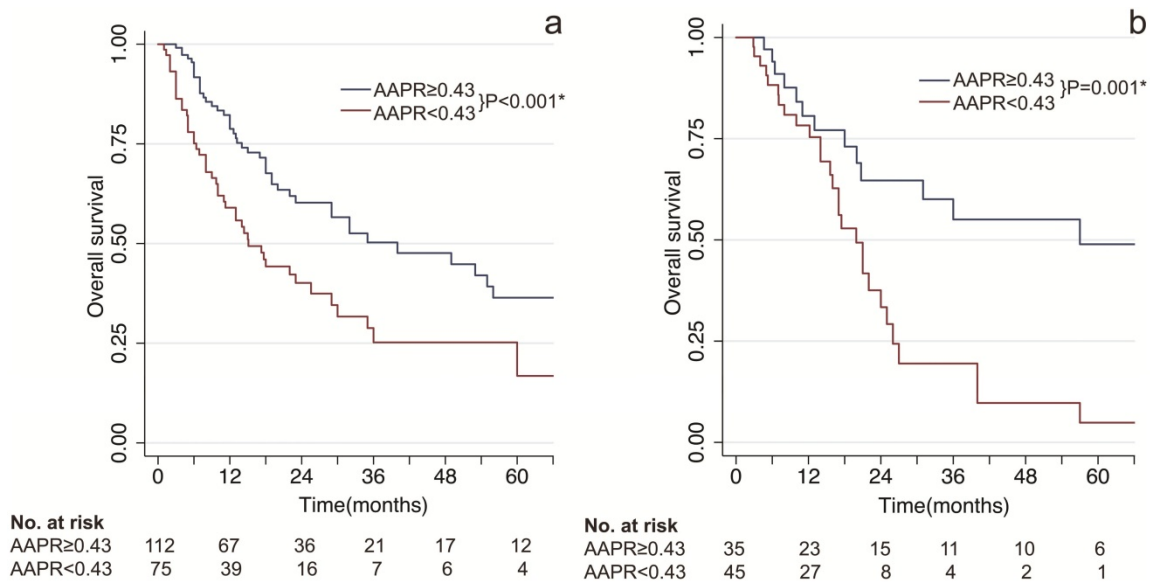 a
Overall survival
1.00
0.75
0.50
0.25
0.00
AAPR≥0.43
AAPR<0.43
}P<0.001*
0 12 24 36 48 60
Time(months)
No. at risk
AAPR≥0.43 112 67 36 21 17 12
AAPR<0.43 75 39 16 7 6 4
b
Overall survival
1.00
0.75
0.50
0.25
0.00
AAPR≥0.43
AAPR<0.43
}P=0.001*
0 12 24 36 48 60
Time(months)
No. at risk
AAPR≥0.43 35 23 15 11 10 6
AAPR<0.43 45 27 8 4 2 1